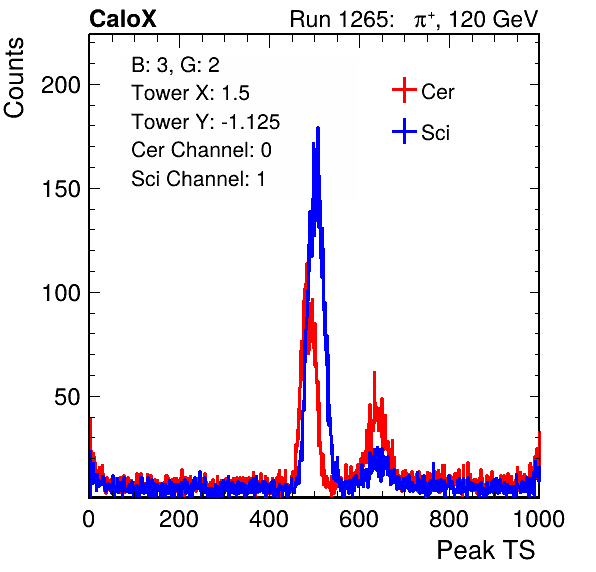 CaloX Run 1265: π⁺, 120 GeV
B: 3, G: 2
Tower X: 1.5
Tower Y: -1.125
Cer Channel: 0
Sci Channel: 1
Cer
Sci
Counts
200
150
100
50
0 200 400 600 800 1000
Peak TS